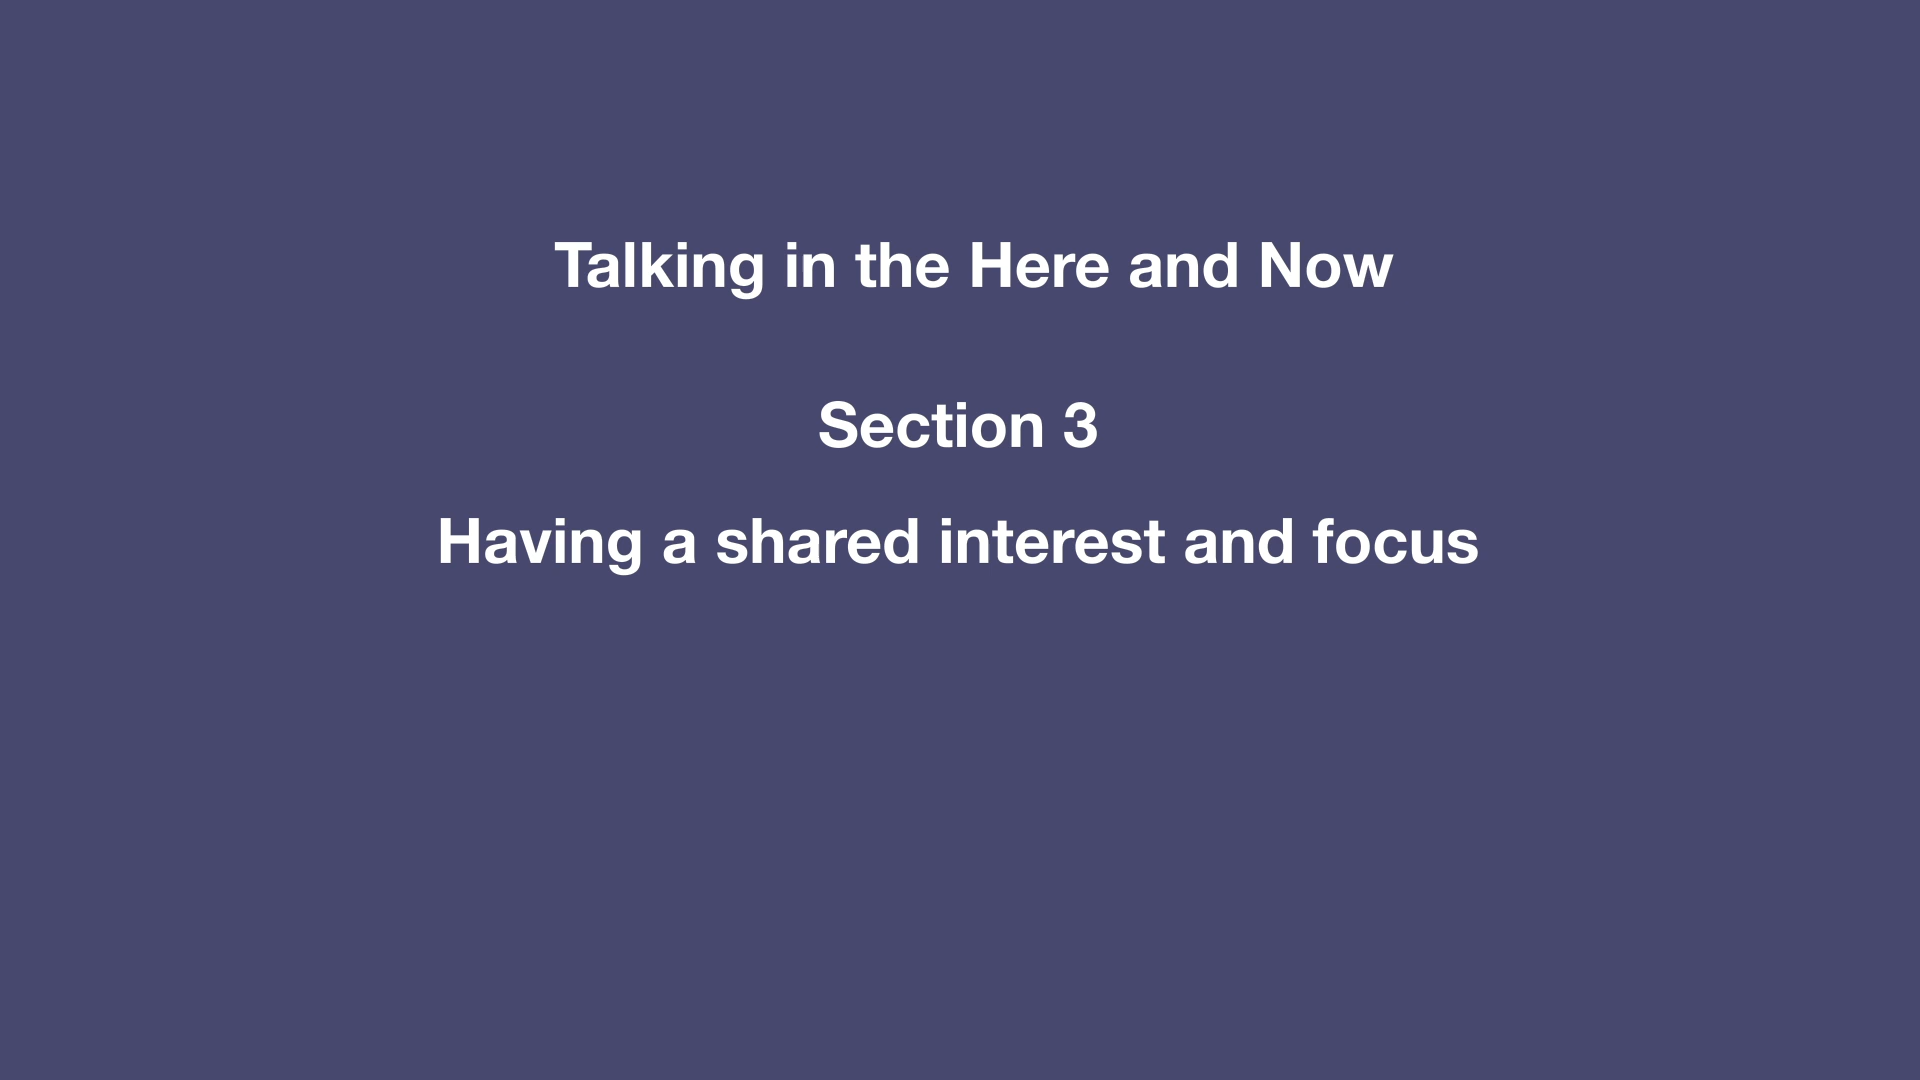 Talking in the Here and Now
Section 3
Having a shared interest and focus